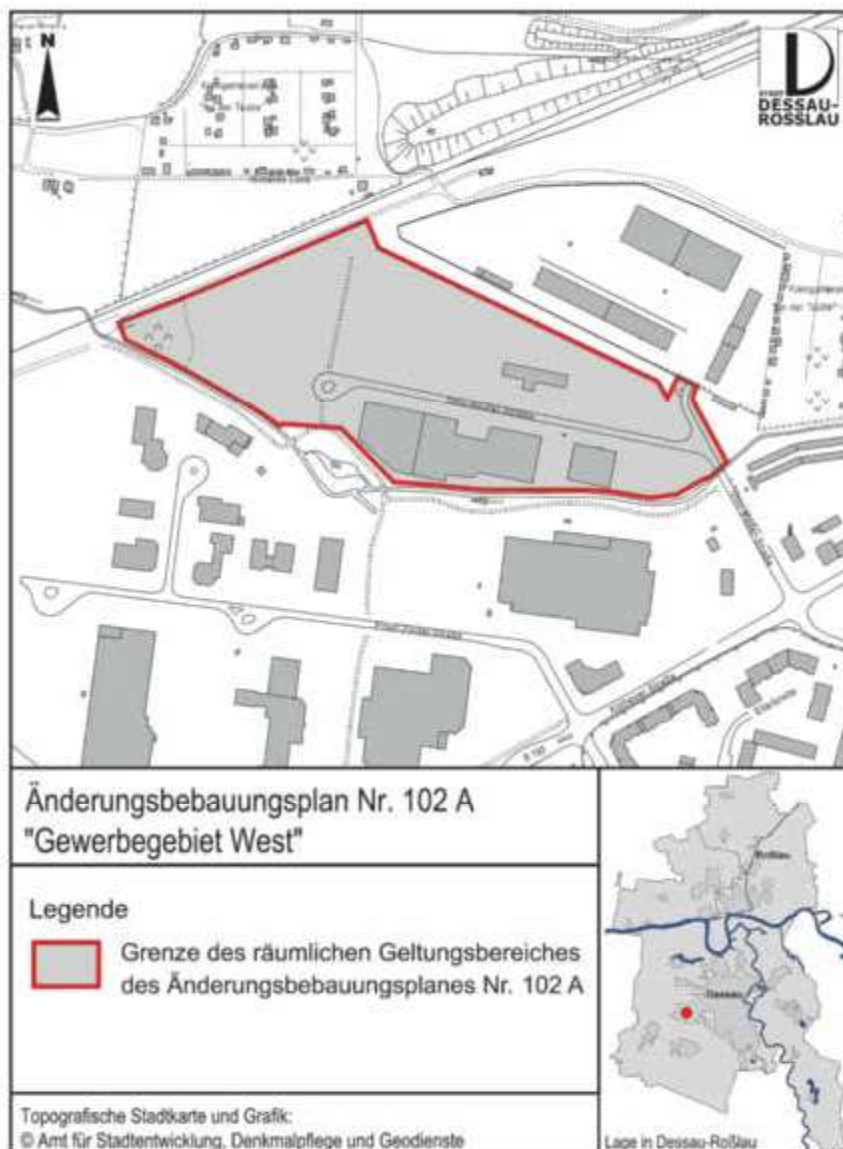 N
STADT
DESSAU-
ROSSLAU
Änderungsbebauungsplan Nr. 102 A
"Gewerbegebiet West"
Legende
Grenze des räumlichen Geltungsbereiches
des Änderungsbebauungsplanes Nr. 102 A
Roßlau
Dessau
Topografische Stadtkarte und Grafik:
© Amt für Stadtentwicklung, Denkmalpflege und Geodienste
Lage in Dessau-Roßlau